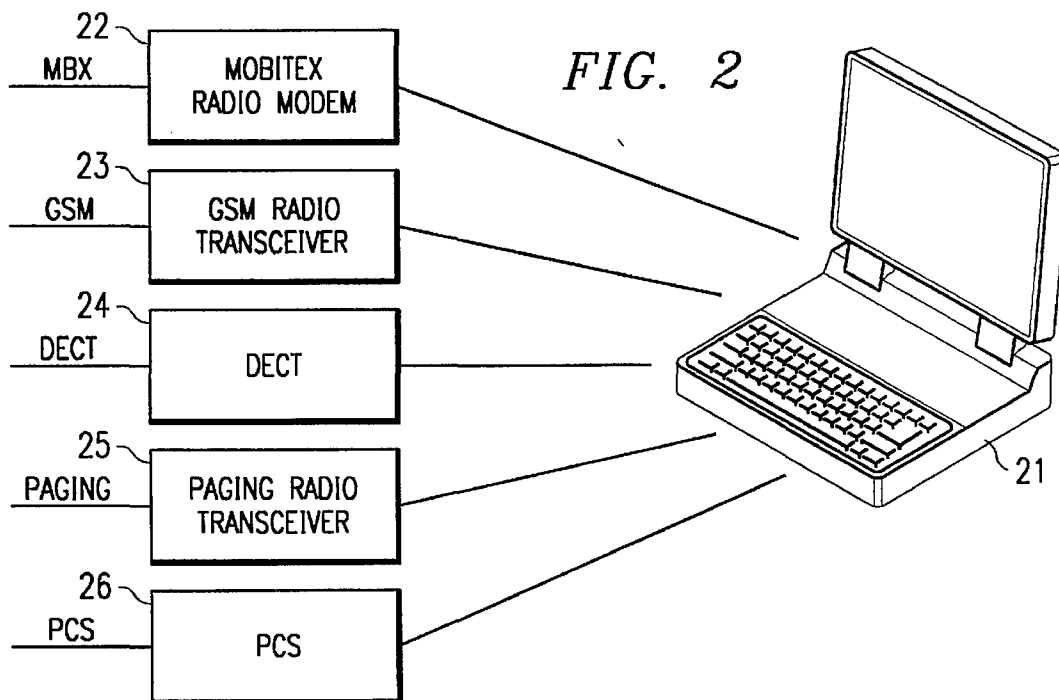 FIG. 2
22
MBX
MOBITEX
RADIO MODEM
23
GSM
GSM RADIO
TRANSCEIVER
24
DECT
DECT
25
PAGING
PAGING RADIO
TRANSCEIVER
26
PCS
PCS
21